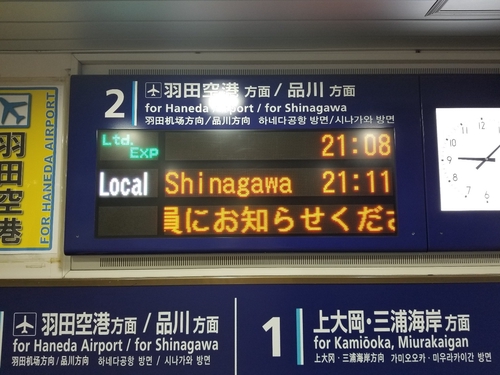 羽田空港
FOR HANEDA AIRPORT
2 羽田空港 方面 / 品川 方面
for Haneda Airport / for Shinagawa
羽田机场方向/品川方向 하네다공항 방면/시나가와 방면
Ltd. EXP 21:08
Local Shinagawa 21:11
員にお知らせくださ
12
11
10
9
8
7
6
羽田空港 方面 / 品川 方面
for Haneda Airport / for Shinagawa
羽田机场方向/品川方向 하네다공항 방면/시나가와 방면
1 上大岡・三浦海岸 方面
for Kamiōoka, Miurakaigan
上大冈・三浦海岸方向 가미오오카・미우라카이간 방면